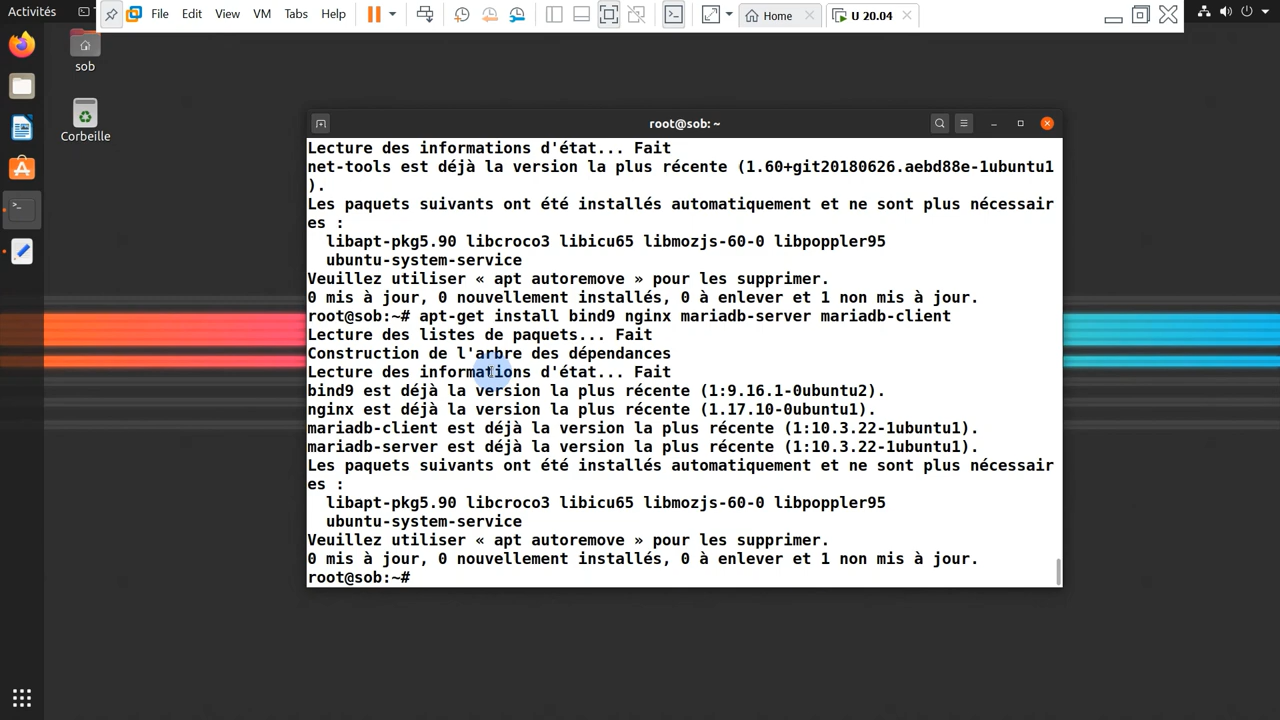 Activités
File Edit View VM Tabs Help
Home
U 20.04
sob
Corbeille
root@sob: ~
Lecture des informations d'état... Fait
net-tools est déjà la version la plus récente (1.60+git20180626.aebd88e-1ubuntu1
).
Les paquets suivants ont été installés automatiquement et ne sont plus nécessair
es :
libapt-pkg5.90 libcroco3 libicu65 libmozjs-60-0 libpoppler95
ubuntu-system-service
Veuillez utiliser « apt autoremove » pour les supprimer.
0 mis à jour, 0 nouvellement installés, 0 à enlever et 1 non mis à jour.
root@sob:~# apt-get install bind9 nginx mariadb-server mariadb-client
Lecture des listes de paquets... Fait
Construction de l'arbre des dépendances
Lecture des informations d'état... Fait
bind9 est déjà la version la plus récente (1:9.16.1-0ubuntu2).
nginx est déjà la version la plus récente (1.17.10-0ubuntu1).
mariadb-client est déjà la version la plus récente (1:10.3.22-1ubuntu1).
mariadb-server est déjà la version la plus récente (1:10.3.22-1ubuntu1).
Les paquets suivants ont été installés automatiquement et ne sont plus nécessair
es :
libapt-pkg5.90 libcroco3 libicu65 libmozjs-60-0 libpoppler95
ubuntu-system-service
Veuillez utiliser « apt autoremove » pour les supprimer.
0 mis à jour, 0 nouvellement installés, 0 à enlever et 1 non mis à jour.
root@sob:~#